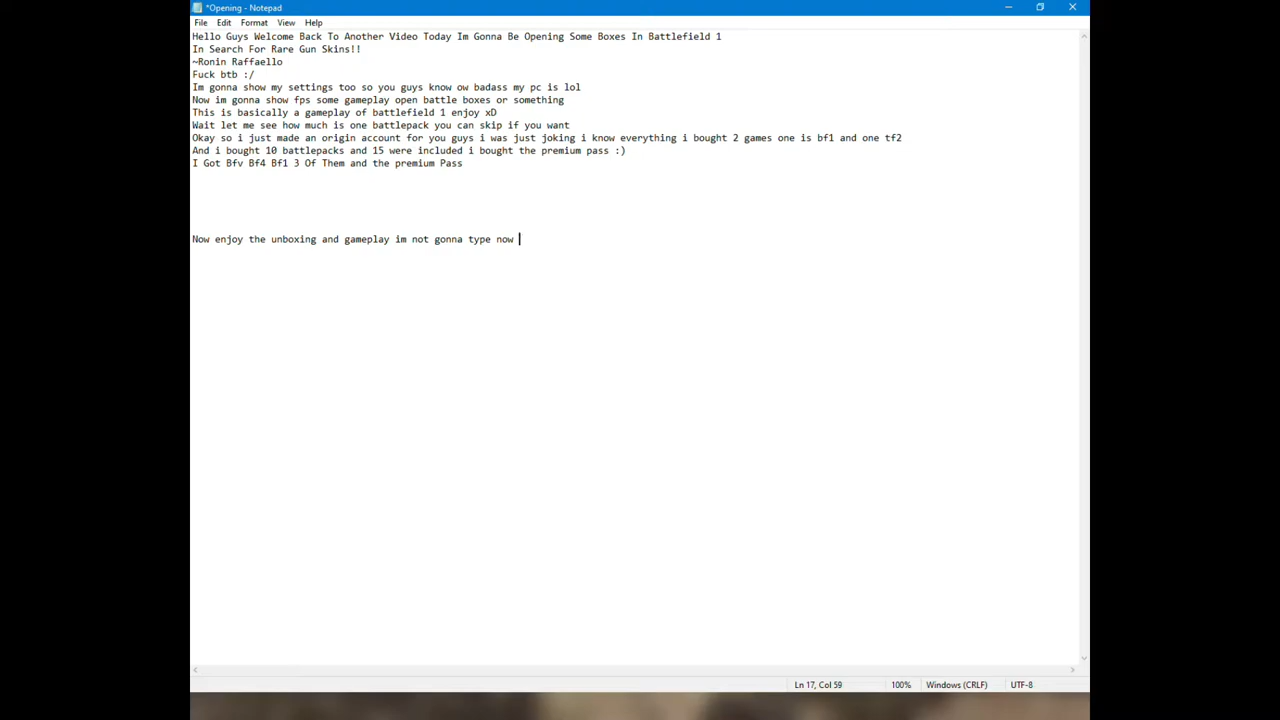 *Opening - Notepad
File Edit Format View Help
Hello Guys Welcome Back To Another Video Today Im Gonna Be Opening Some Boxes In Battlefield 1
In Search For Rare Gun Skins!!
~Ronin Raffaello
Fuck btb :/
Im gonna show my settings too so you guys know ow badass my pc is lol
Now im gonna show fps some gameplay open battle boxes or something
This is basically a gameplay of battlefield 1 enjoy xD
Wait let me see how much is one battlepack you can skip if you want
Okay so i just made an origin account for you guys i was just joking i know everything i bought 2 games one is bf1 and one tf2
And i bought 10 battlepacks and 15 were included i bought the premium pass :)
I Got Bfv Bf4 Bf1 3 Of Them and the premium Pass
Now enjoy the unboxing and gameplay im not gonna type now
Ln 17, Col 59 100% Windows (CRLF) UTF-8